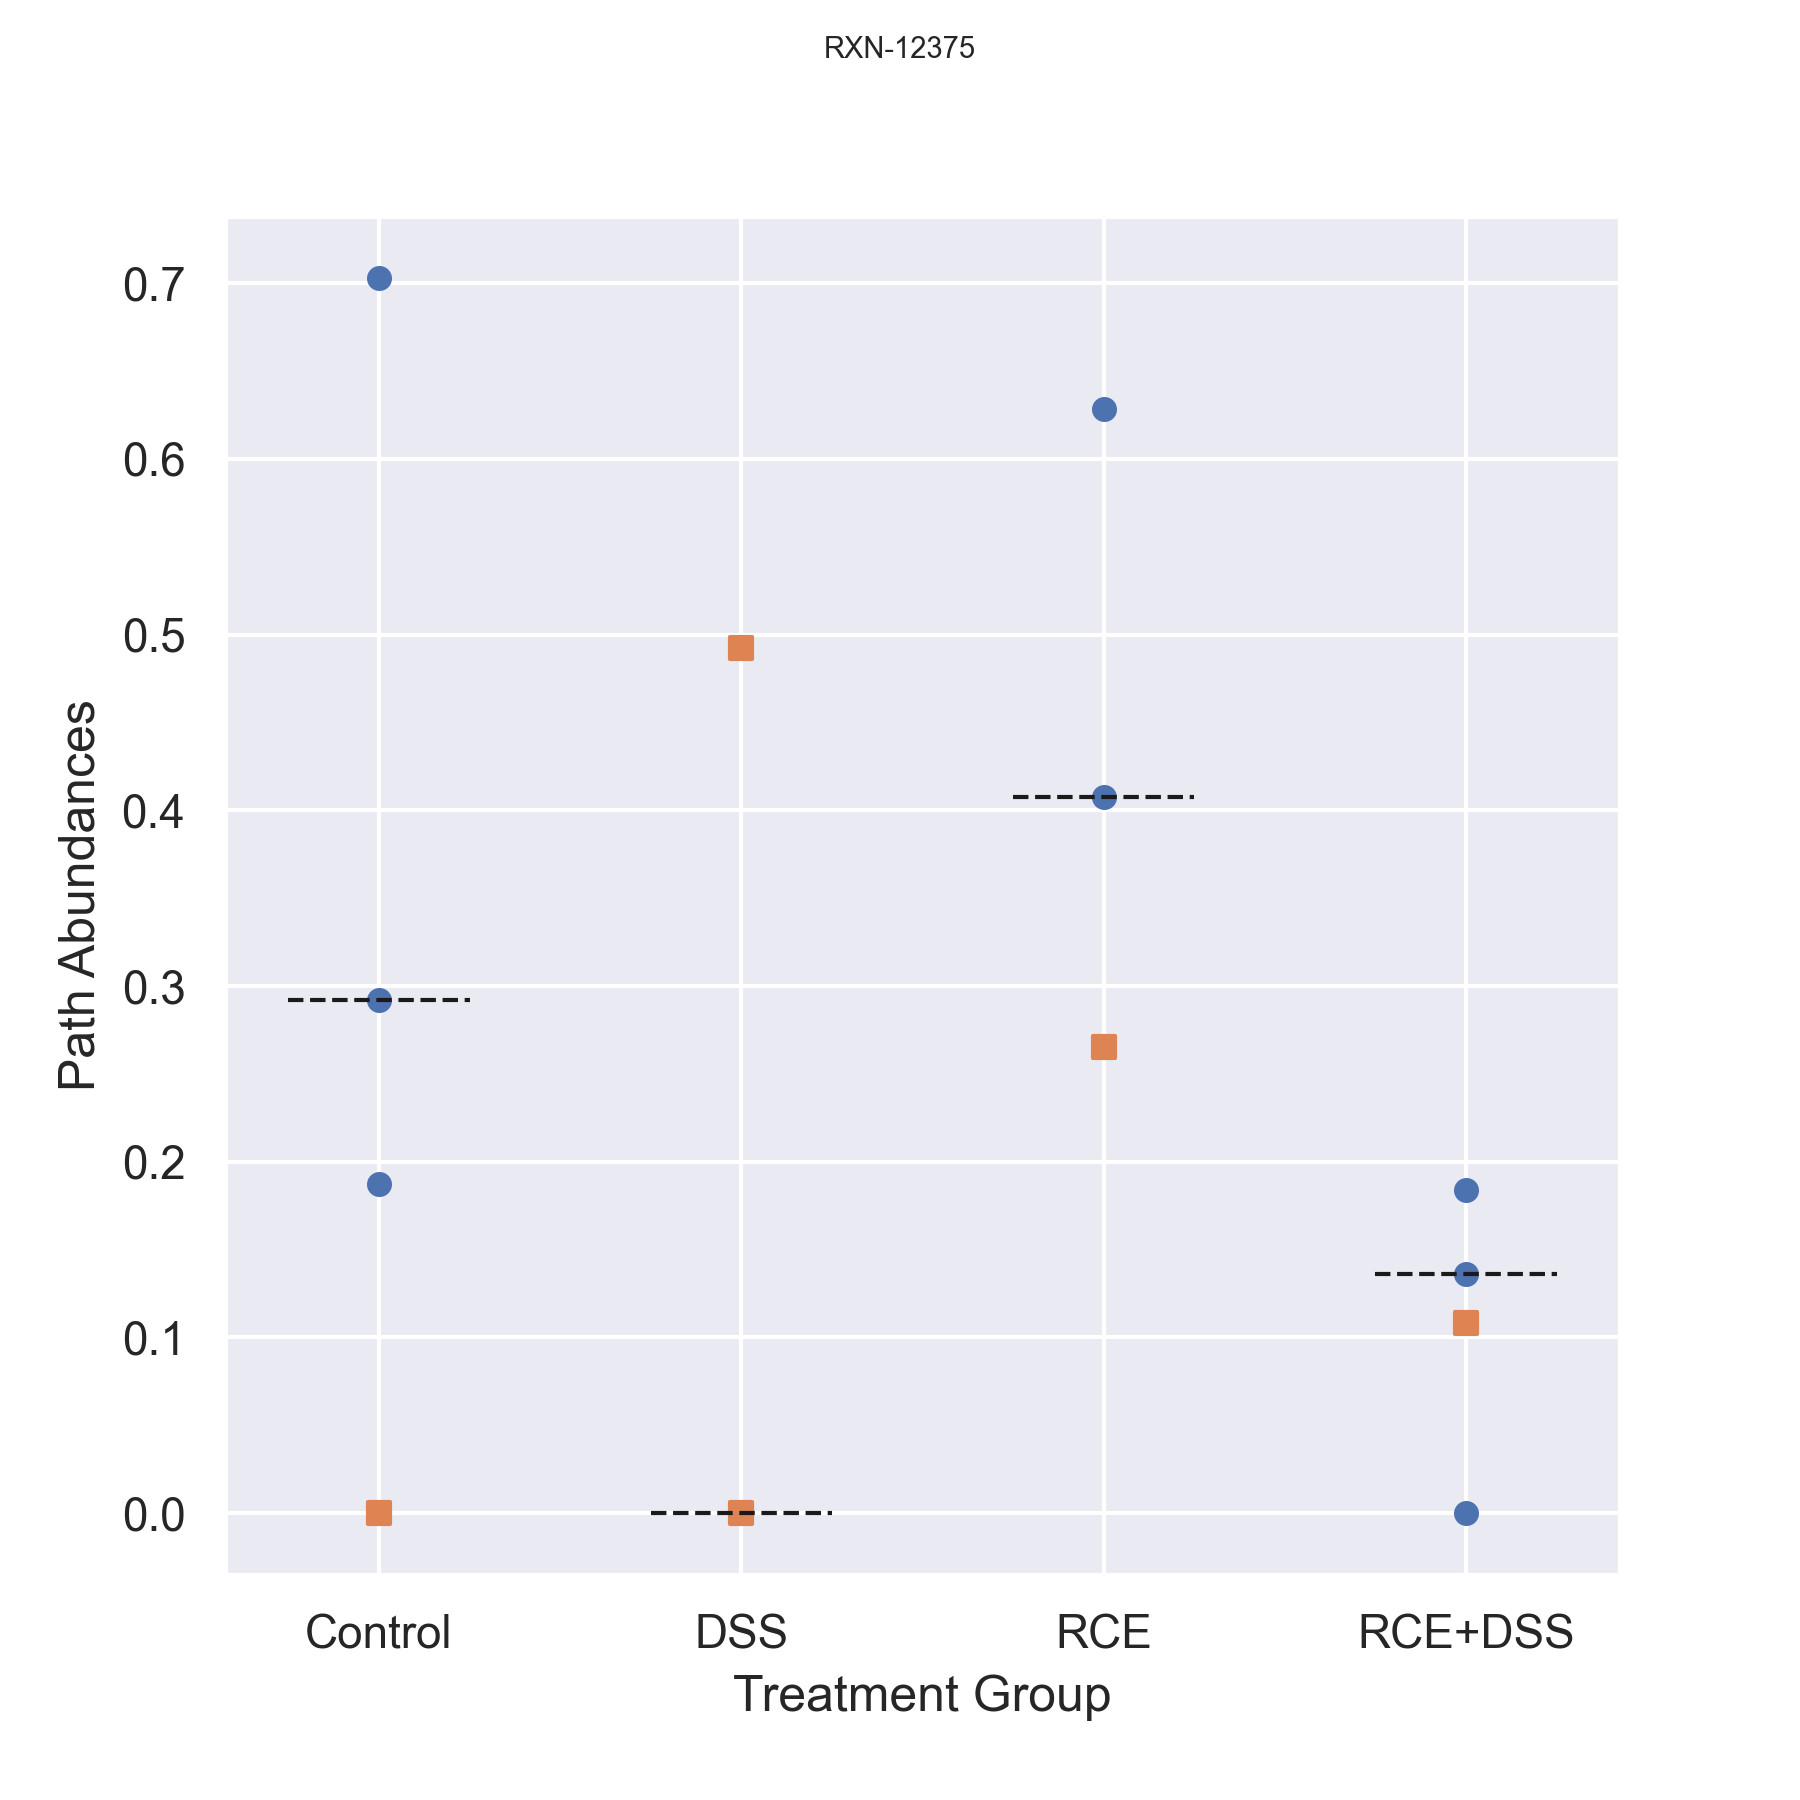 RXN-12375
0.7
0.6
0.5
0.4
0.3
0.2
0.1
0.0
Path Abundances
Control DSS RCE RCE+DSS
Treatment Group